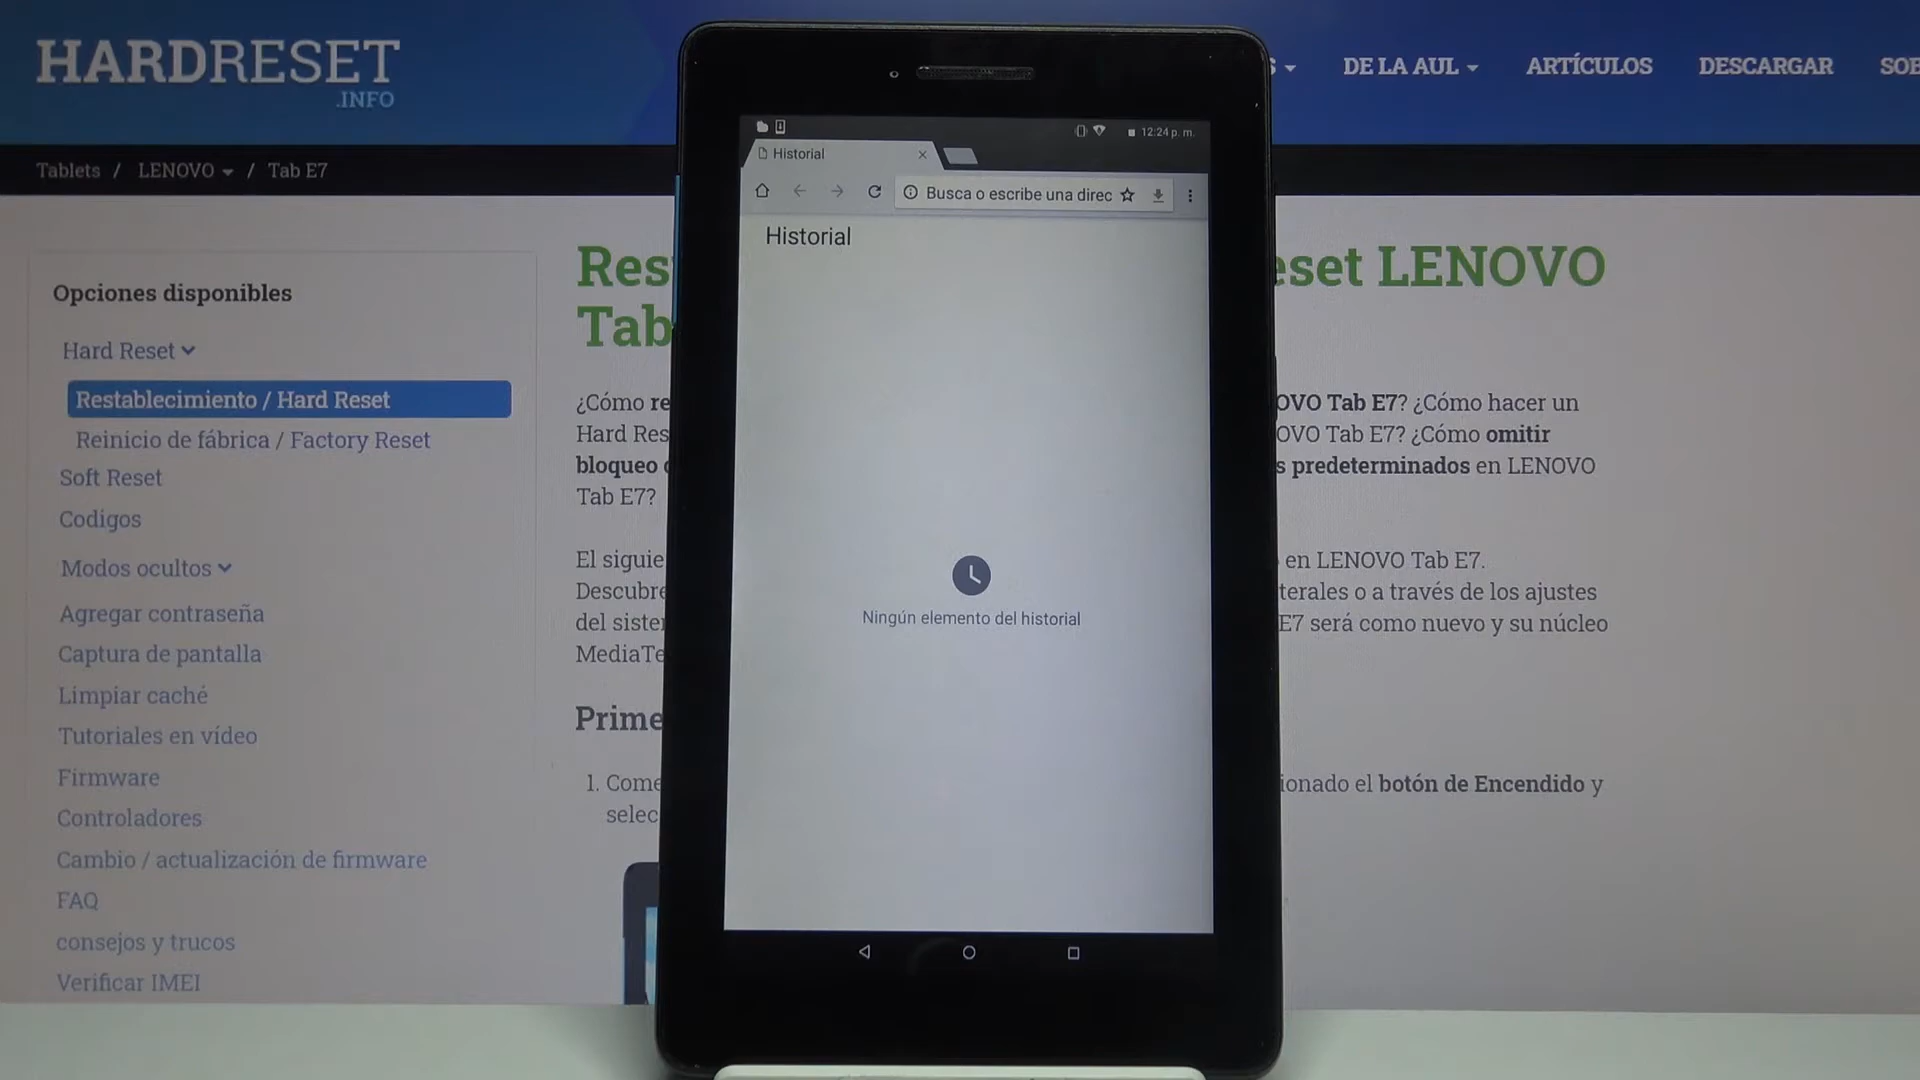 HARDRESET
.INFO
DE LA AUL
ARTÍCULOS
DESCARGAR
Tablets / LENOVO / Tab E7
Opciones disponibles
Hard Reset
Restablecimiento / Hard Reset
Reinicio de fábrica / Factory Reset
Soft Reset
Codigos
Modos ocultos
Agregar contraseña
Captura de pantalla
Limpiar caché
Tutoriales en vídeo
Firmware
Controladores
Cambio / actualización de firmware
FAQ
consejos y trucos
Verificar IMEI
12:24 p. m.
Historial
Busca o escribe una direc
Historial
Ningún elemento del historial
Res eset LENOVO
Tab
¿Cómo re OVO Tab E7? ¿Cómo hacer un
Hard Res OVO Tab E7? ¿Cómo omitir
bloqueo s predeterminados en LENOVO
Tab E7?
El siguie en LENOVO Tab E7.
Descubre terales o a través de los ajustes
del sister E7 será como nuevo y su núcleo
MediaTe
Prime
1. Come ionado el botón de Encendido y
selec